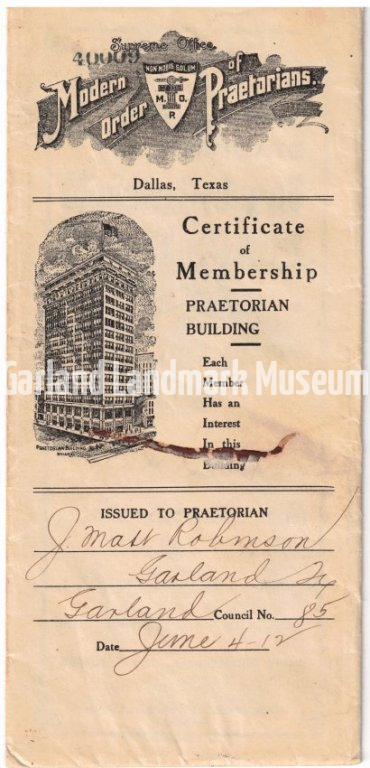 Supreme Office
40009
of
Modern Order Praetorians.
NON NOBIS SOLUM
M. O.
P.
Dallas, Texas
Certificate
of
Membership
PRAETORIAN
BUILDING
Garland Landmark Museum
Each
Member
Has an
Interest
In this
Building
PRAETORIAN BUILDING
ISSUED TO PRAETORIAN
J. Matt Robinson
Garland Tx
Garland Council No. 85
Date June 4-12